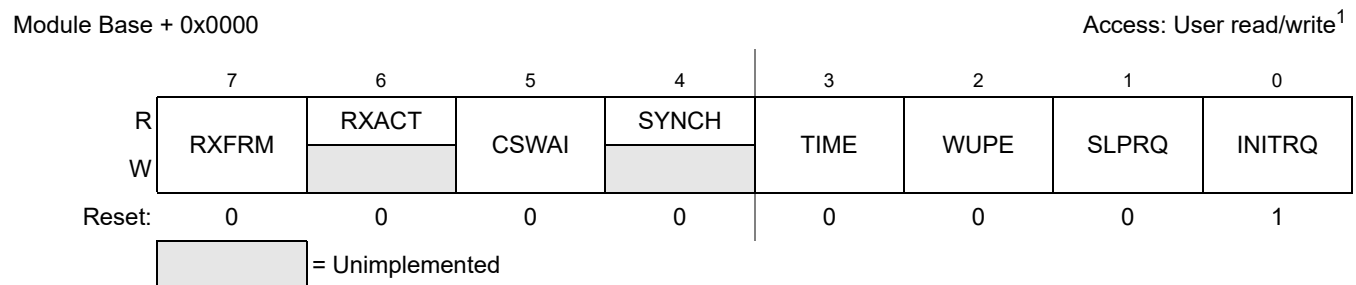 Module Base + 0x0000 Access: User read/write1
7 6 5 4 3 2 1 0
R RXFRM RXACT CSWAI SYNCH TIME WUPE SLPRQ INITRQ
W
Reset: 0 0 0 0 0 0 0 1
= Unimplemented